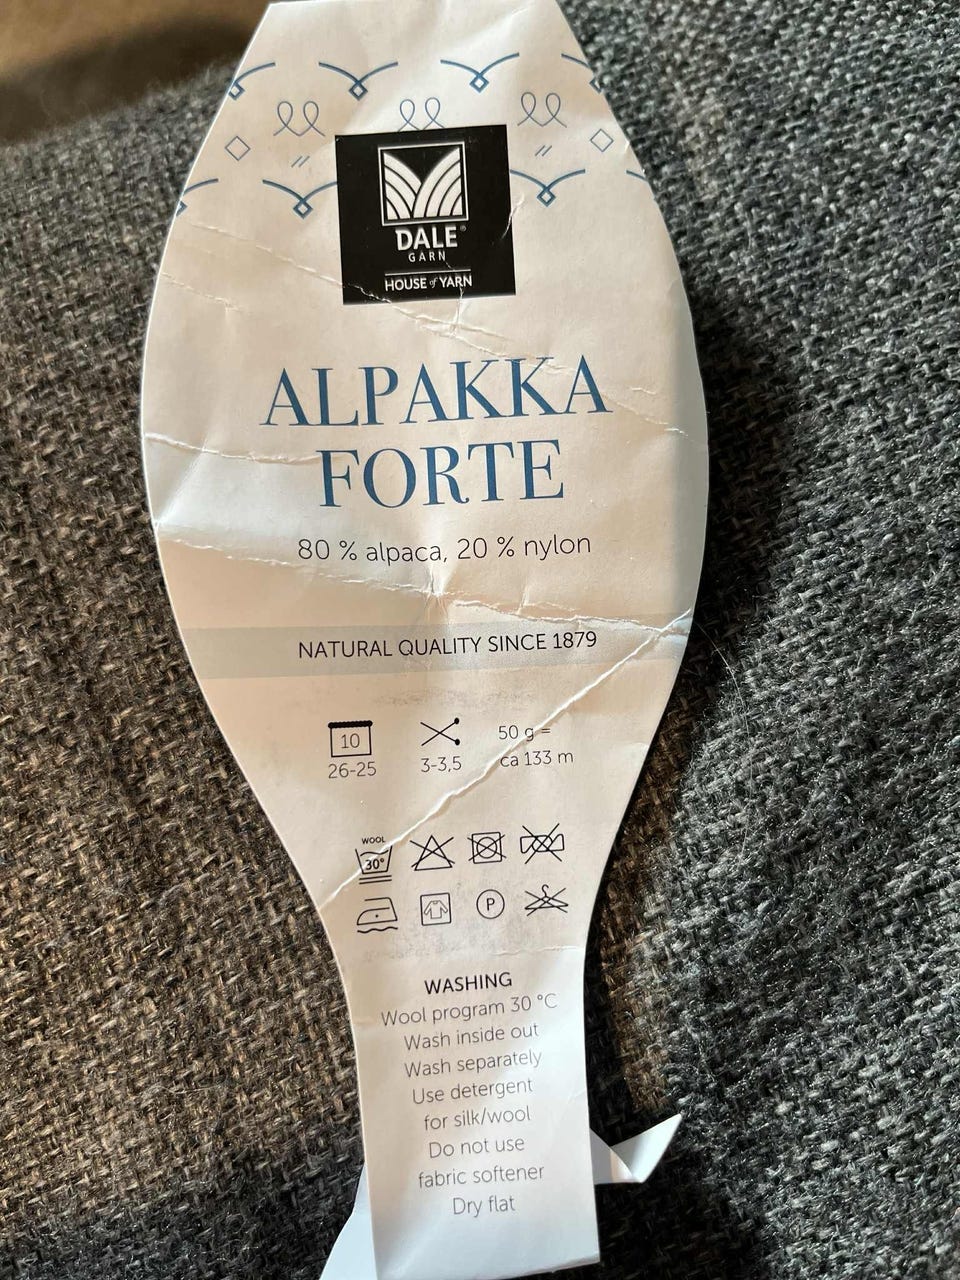 DALE®
GARN
HOUSE of YARN
ALPAKKA
FORTE
80 % alpaca, 20 % nylon
NATURAL QUALITY SINCE 1879
10
26-25
3-3,5
50 g =
ca 133 m
WOOL
30°
P
WASHING
Wool program 30 °C
Wash inside out
Wash separately
Use detergent
for silk/wool
Do not use
fabric softener
Dry flat